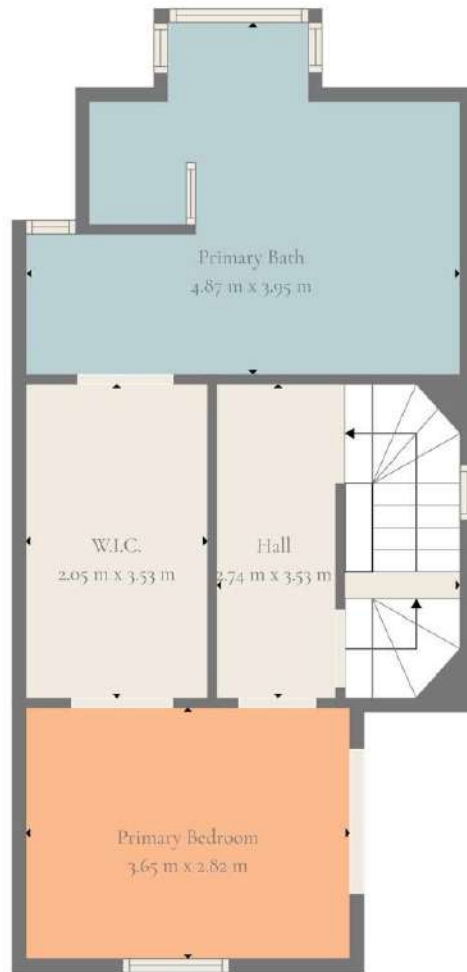 Primary Bath
4.87 m x 3.95 m
W.I.C.
2.05 m x 3.53 m
Hall
2.74 m x 3.53 m
Primary Bedroom
3.65 m x 2.82 m